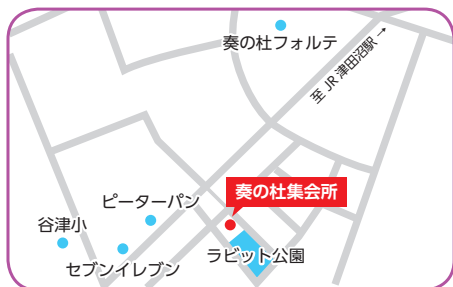 奏の杜フォルテ
至 JR 津田沼駅→
奏の杜集会所
ピーターパン
谷津小
ラビット公園
セブンイレブン